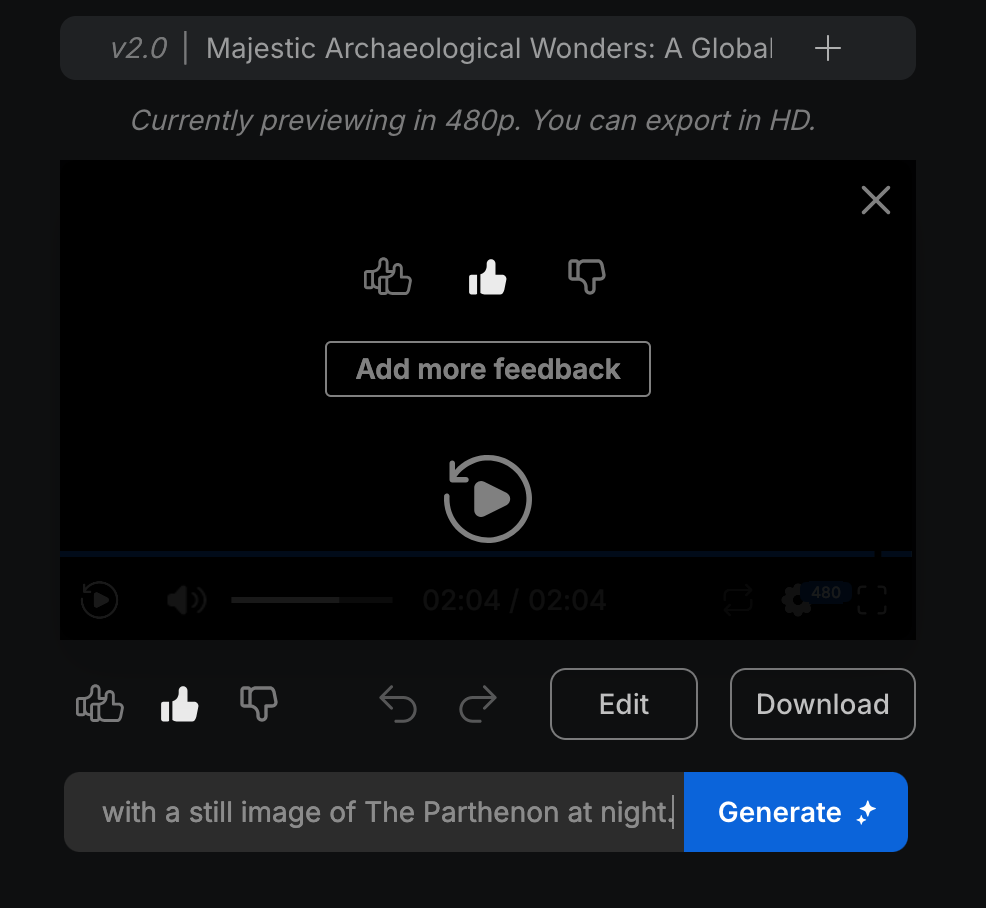 v2.0 | Majestic Archaeological Wonders: A Global
Currently previewing in 480p. You can export in HD.
Add more feedback
02:04 / 02:04
480
Edit
Download
with a still image of The Parthenon at night.
Generate